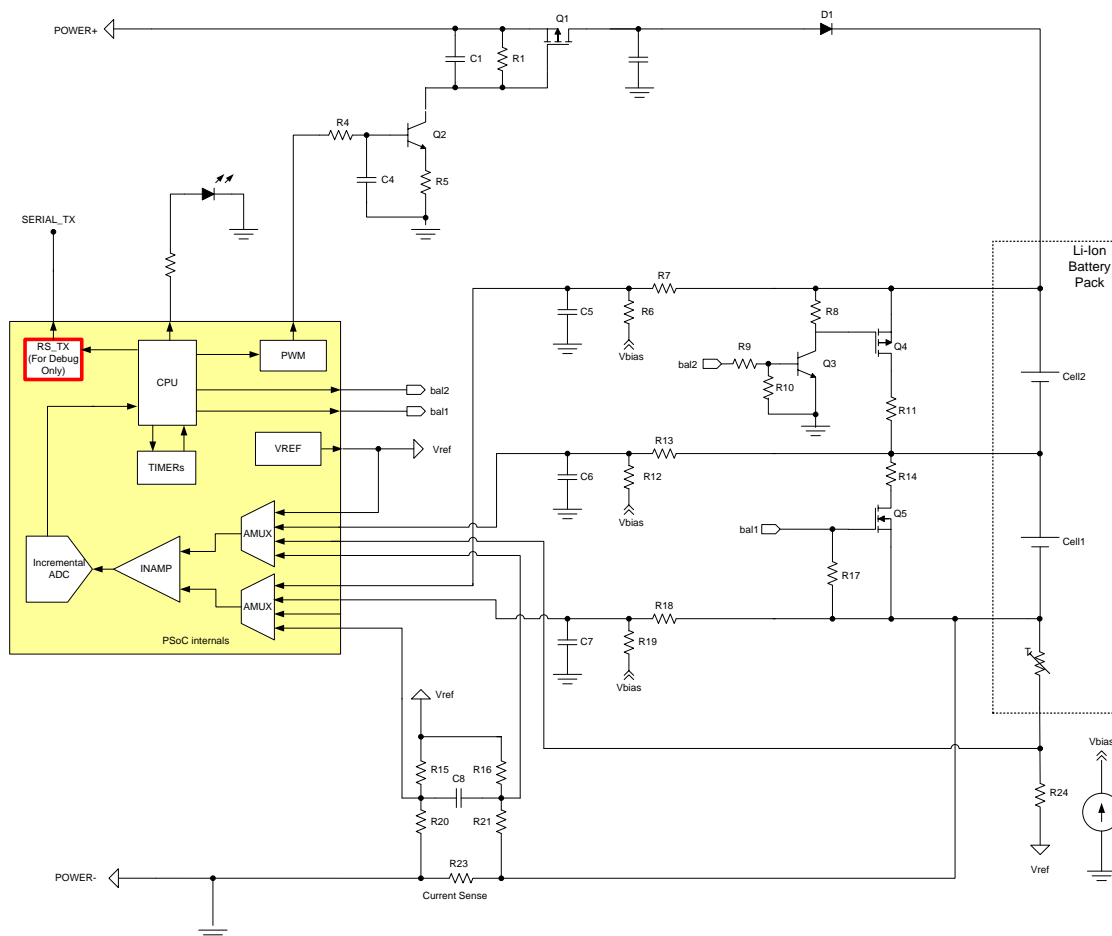 POWER+
Q1
D1
C1
R1
R4
Q2
C4
R5
SERIAL_TX
Li-Ion
Battery
Pack
R7
C5
R6
R8
Vbias
Q4
bal2
R9
Q3
R10
R11
Cell2
RS_TX
(For Debug
Only)
CPU
PWM
bal2
bal1
VREF
Vref
TIMERs
R13
C6
R12
R14
Vbias
Q5
bal1
Cell1
AMUX
INAMP
Incremental
ADC
AMUX
PSoC internals
R17
R18
C7
R19
Vbias
T
Vref
R15
C8
R16
R20
R21
Vbias
R24
Vref
R23
POWER-
Current Sense